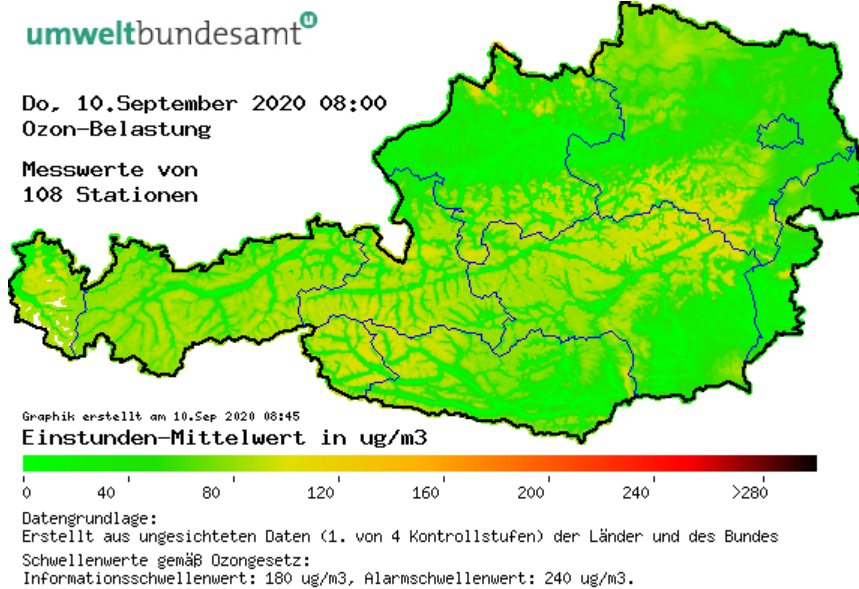 umweltbundesamt u
Do, 10.September 2020 08:00
Ozon-Belastung
Messwerte von
108 Stationen
Graphik erstellt am 10.Sep 2020 08:45
Einstunden-Mittelwert in ug/m3
0 40 80 120 160 200 240 >280
Datengrundlage:
Erstellt aus ungesichteten Daten (1. von 4 Kontrollstufen) der Länder und des Bundes
Schwellenwerte gemäß Ozongesetz:
Informationsschwellenwert: 180 ug/m3, Alarmschwellenwert: 240 ug/m3.